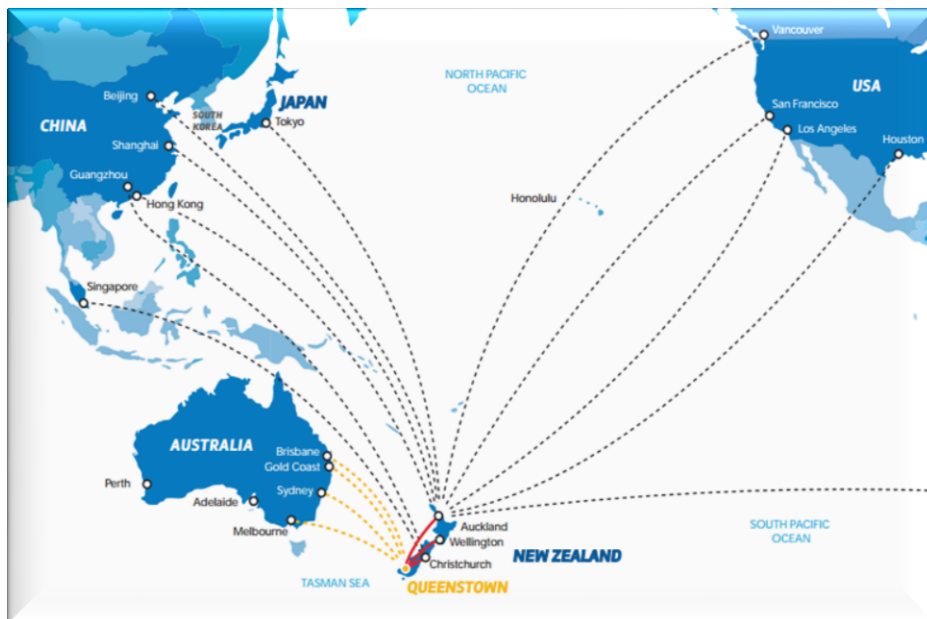 Vancouver
NORTH PACIFIC
OCEAN
USA
Beijing
JAPAN
SOUTH
KOREA
Tokyo
CHINA
San Francisco
Los Angeles
Shanghai
Houston
Guangzhou
Hong Kong
Honolulu
Singapore
AUSTRALIA
Brisbane
Gold Coast
Perth
Sydney
Adelaide
Melbourne
Auckland
SOUTH PACIFIC
OCEAN
Wellington
NEW ZEALAND
Christchurch
TASMAN SEA
QUEENSTOWN